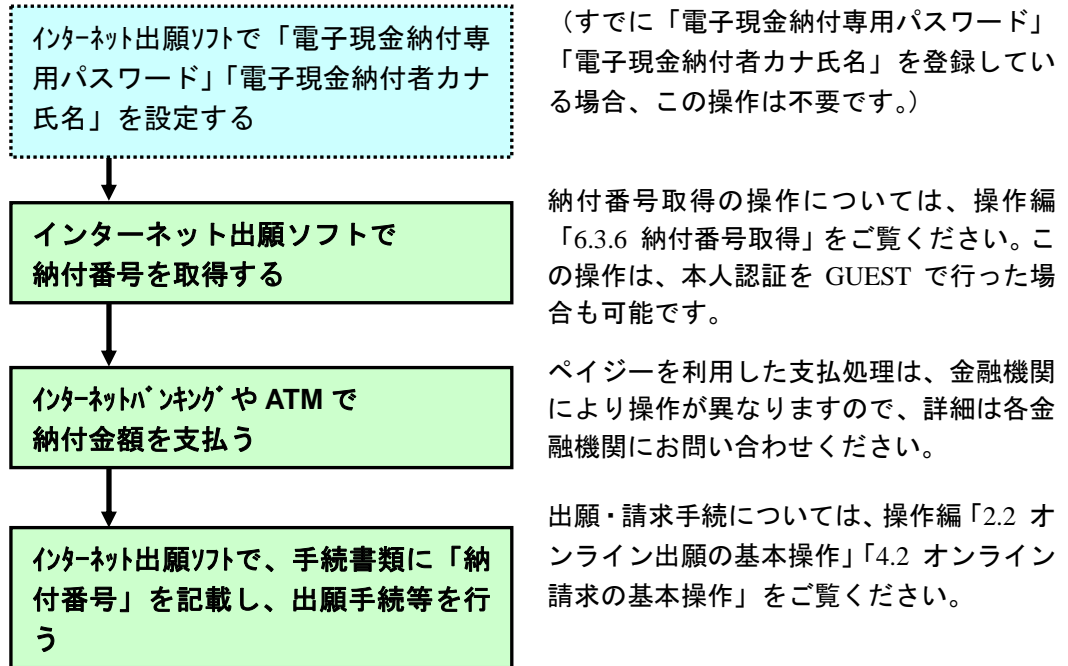 ｲﾝﾀｰﾈｯﾄ出願ｿﾌﾄで「電子現金納付専
用パスワード」「電子現金納付者カナ
氏名」を設定する
（すでに「電子現金納付専用パスワード」
「電子現金納付者カナ氏名」を登録してい
る場合、この操作は不要です。）
インターネット出願ソフトで
納付番号を取得する
納付番号取得の操作については、操作編
「6.3.6 納付番号取得」をご覧ください。こ
の操作は、本人認証を GUEST で行った場
合も可能です。
ｲﾝﾀｰﾈｯﾄﾊﾞﾝｷﾝｸﾞや ATM で
納付金額を支払う
ペイジーを利用した支払処理は、金融機関
により操作が異なりますので、詳細は各金
融機関にお問い合わせください。
ｲﾝﾀｰﾈｯﾄ出願ｿﾌﾄで、手続書類に「納
付番号」を記載し、出願手続等を行
う
出願・請求手続については、操作編「2.2 オ
ンライン出願の基本操作」「4.2 オンライン
請求の基本操作」をご覧ください。